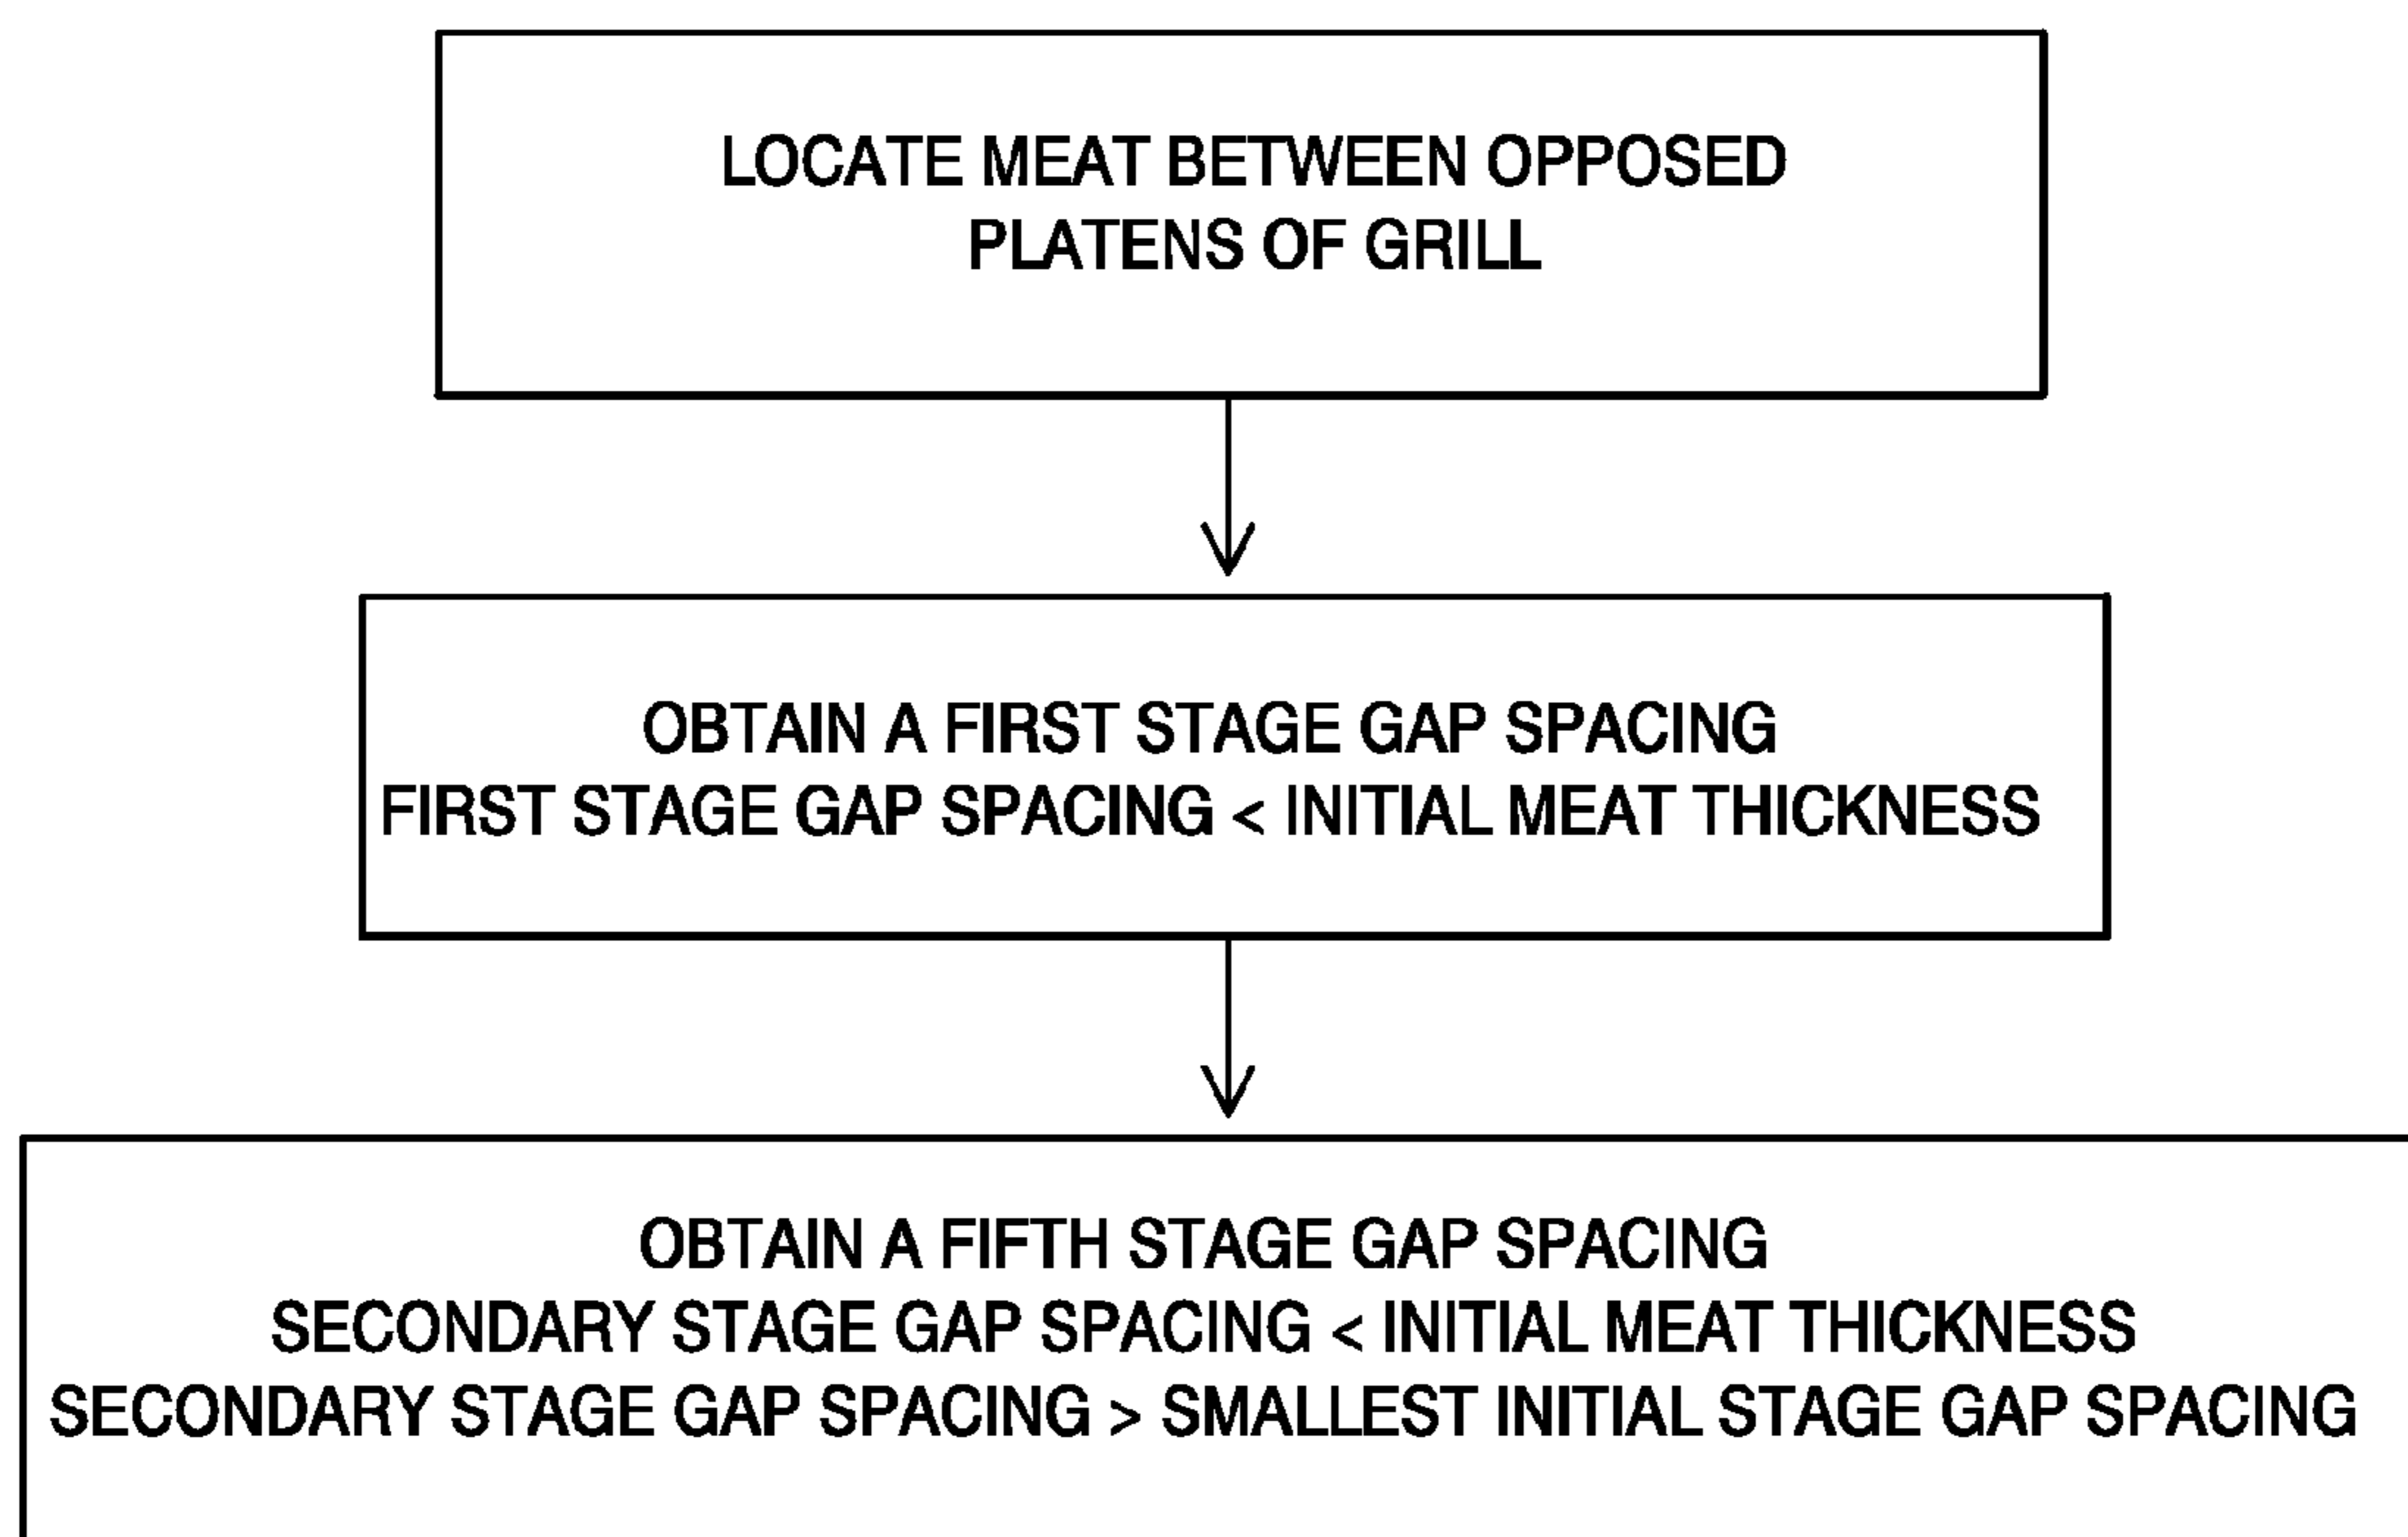 LOCATE MEAT BETWEEN OPPOSED
PLATENS OF GRILL
OBTAIN A FIRST STAGE GAP SPACING
FIRST STAGE GAP SPACING < INITIAL MEAT THICKNESS
OBTAIN A FIFTH STAGE GAP SPACING
SECONDARY STAGE GAP SPACING < INITIAL MEAT THICKNESS
SECONDARY STAGE GAP SPACING > SMALLEST INITIAL STAGE GAP SPACING